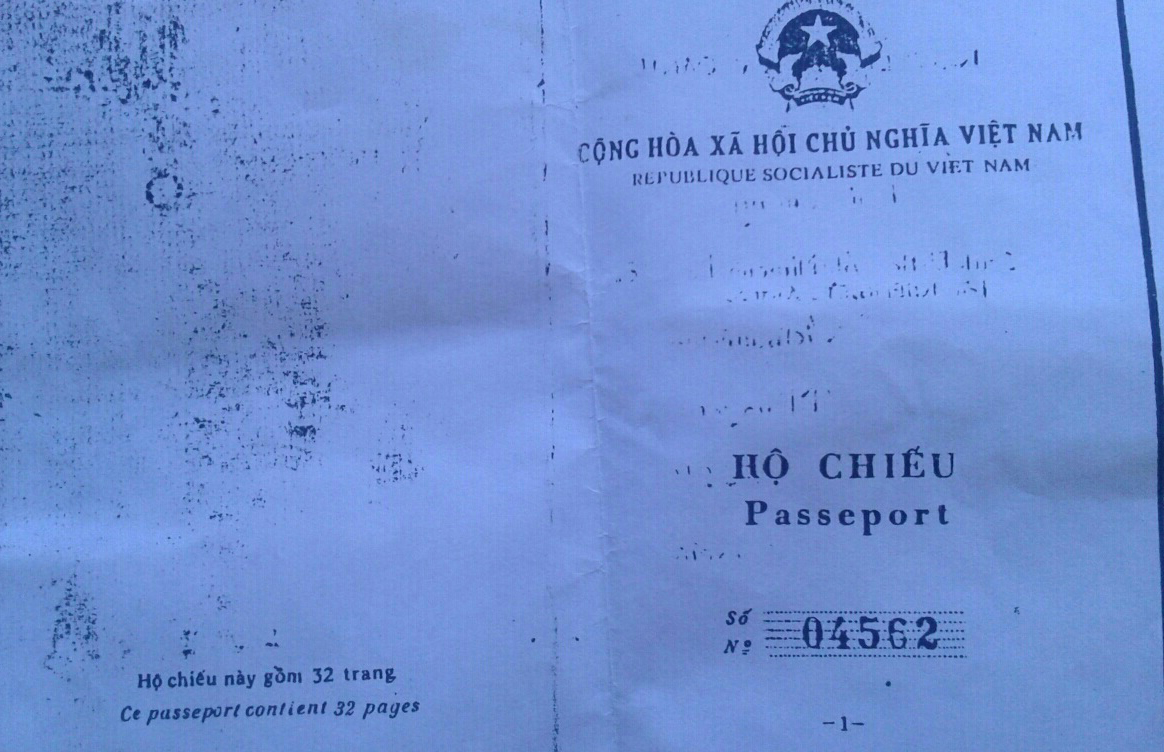 CỘNG HÒA XÃ HỘI CHỦ NGHĨA VIỆT NAM
REPUBLIQUE SOCIALISTE DU VIET NAM
HỘ CHIẾU
Passeport
Số
Nº 04562
-1-
Hộ chiếu này gồm 32 trang
Ce passeport contient 32 pages